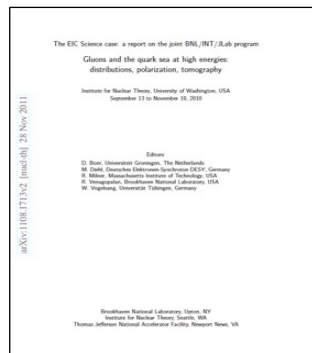 The EIC Science case: a report on the joint BNL/INT/JLab program
Gluons and the quark sea at high energies:
distributions, polarization, tomography
Institute for Nuclear Theory, University of Washington, USA
September 13 to November 19, 2010
Editors:
D. Boer, Universiteit Groningen, The Netherlands
M. Diehl, Deutsches Elektronen-Synchroton DESY, Germany
R. Milner, Massachusetts Institute of Technology, USA
R. Venugopalan, Brookhaven National Laboratory, USA
W. Vogelsang, Universität Tübingen, Germany
arXiv:1108.1713v2 [nucl-th] 28 Nov 2011
Brookhaven National Laboratory, Upton, NY
Institute for Nuclear Theory, Seattle, WA
Thomas Jefferson National Accelerator Facility, Newport News, VA